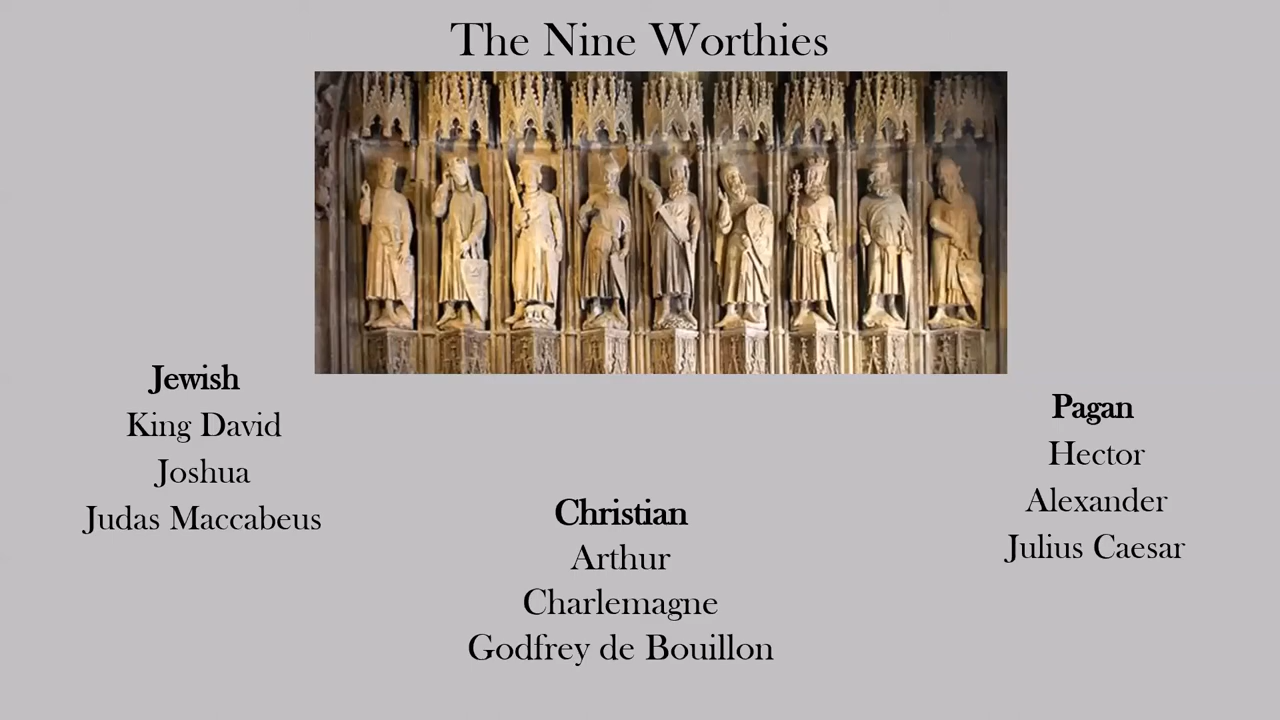 The Nine Worthies
Jewish
King David
Joshua
Judas Maccabeus
Christian
Arthur
Charlemagne
Godfrey de Bouillon
Pagan
Hector
Alexander
Julius Caesar